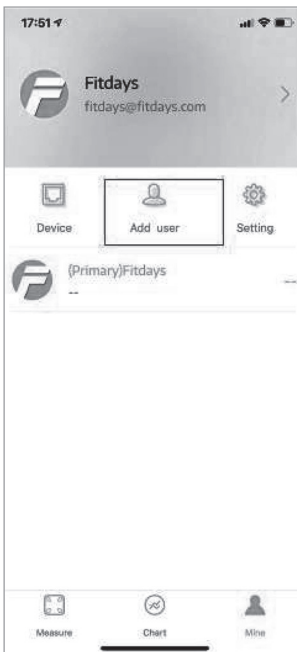 17:51
Fitdays
fitdays@fitdays.com
Device
Add user
Setting
(Primary)Fitdays
--
--
Measure
Chart
Mine